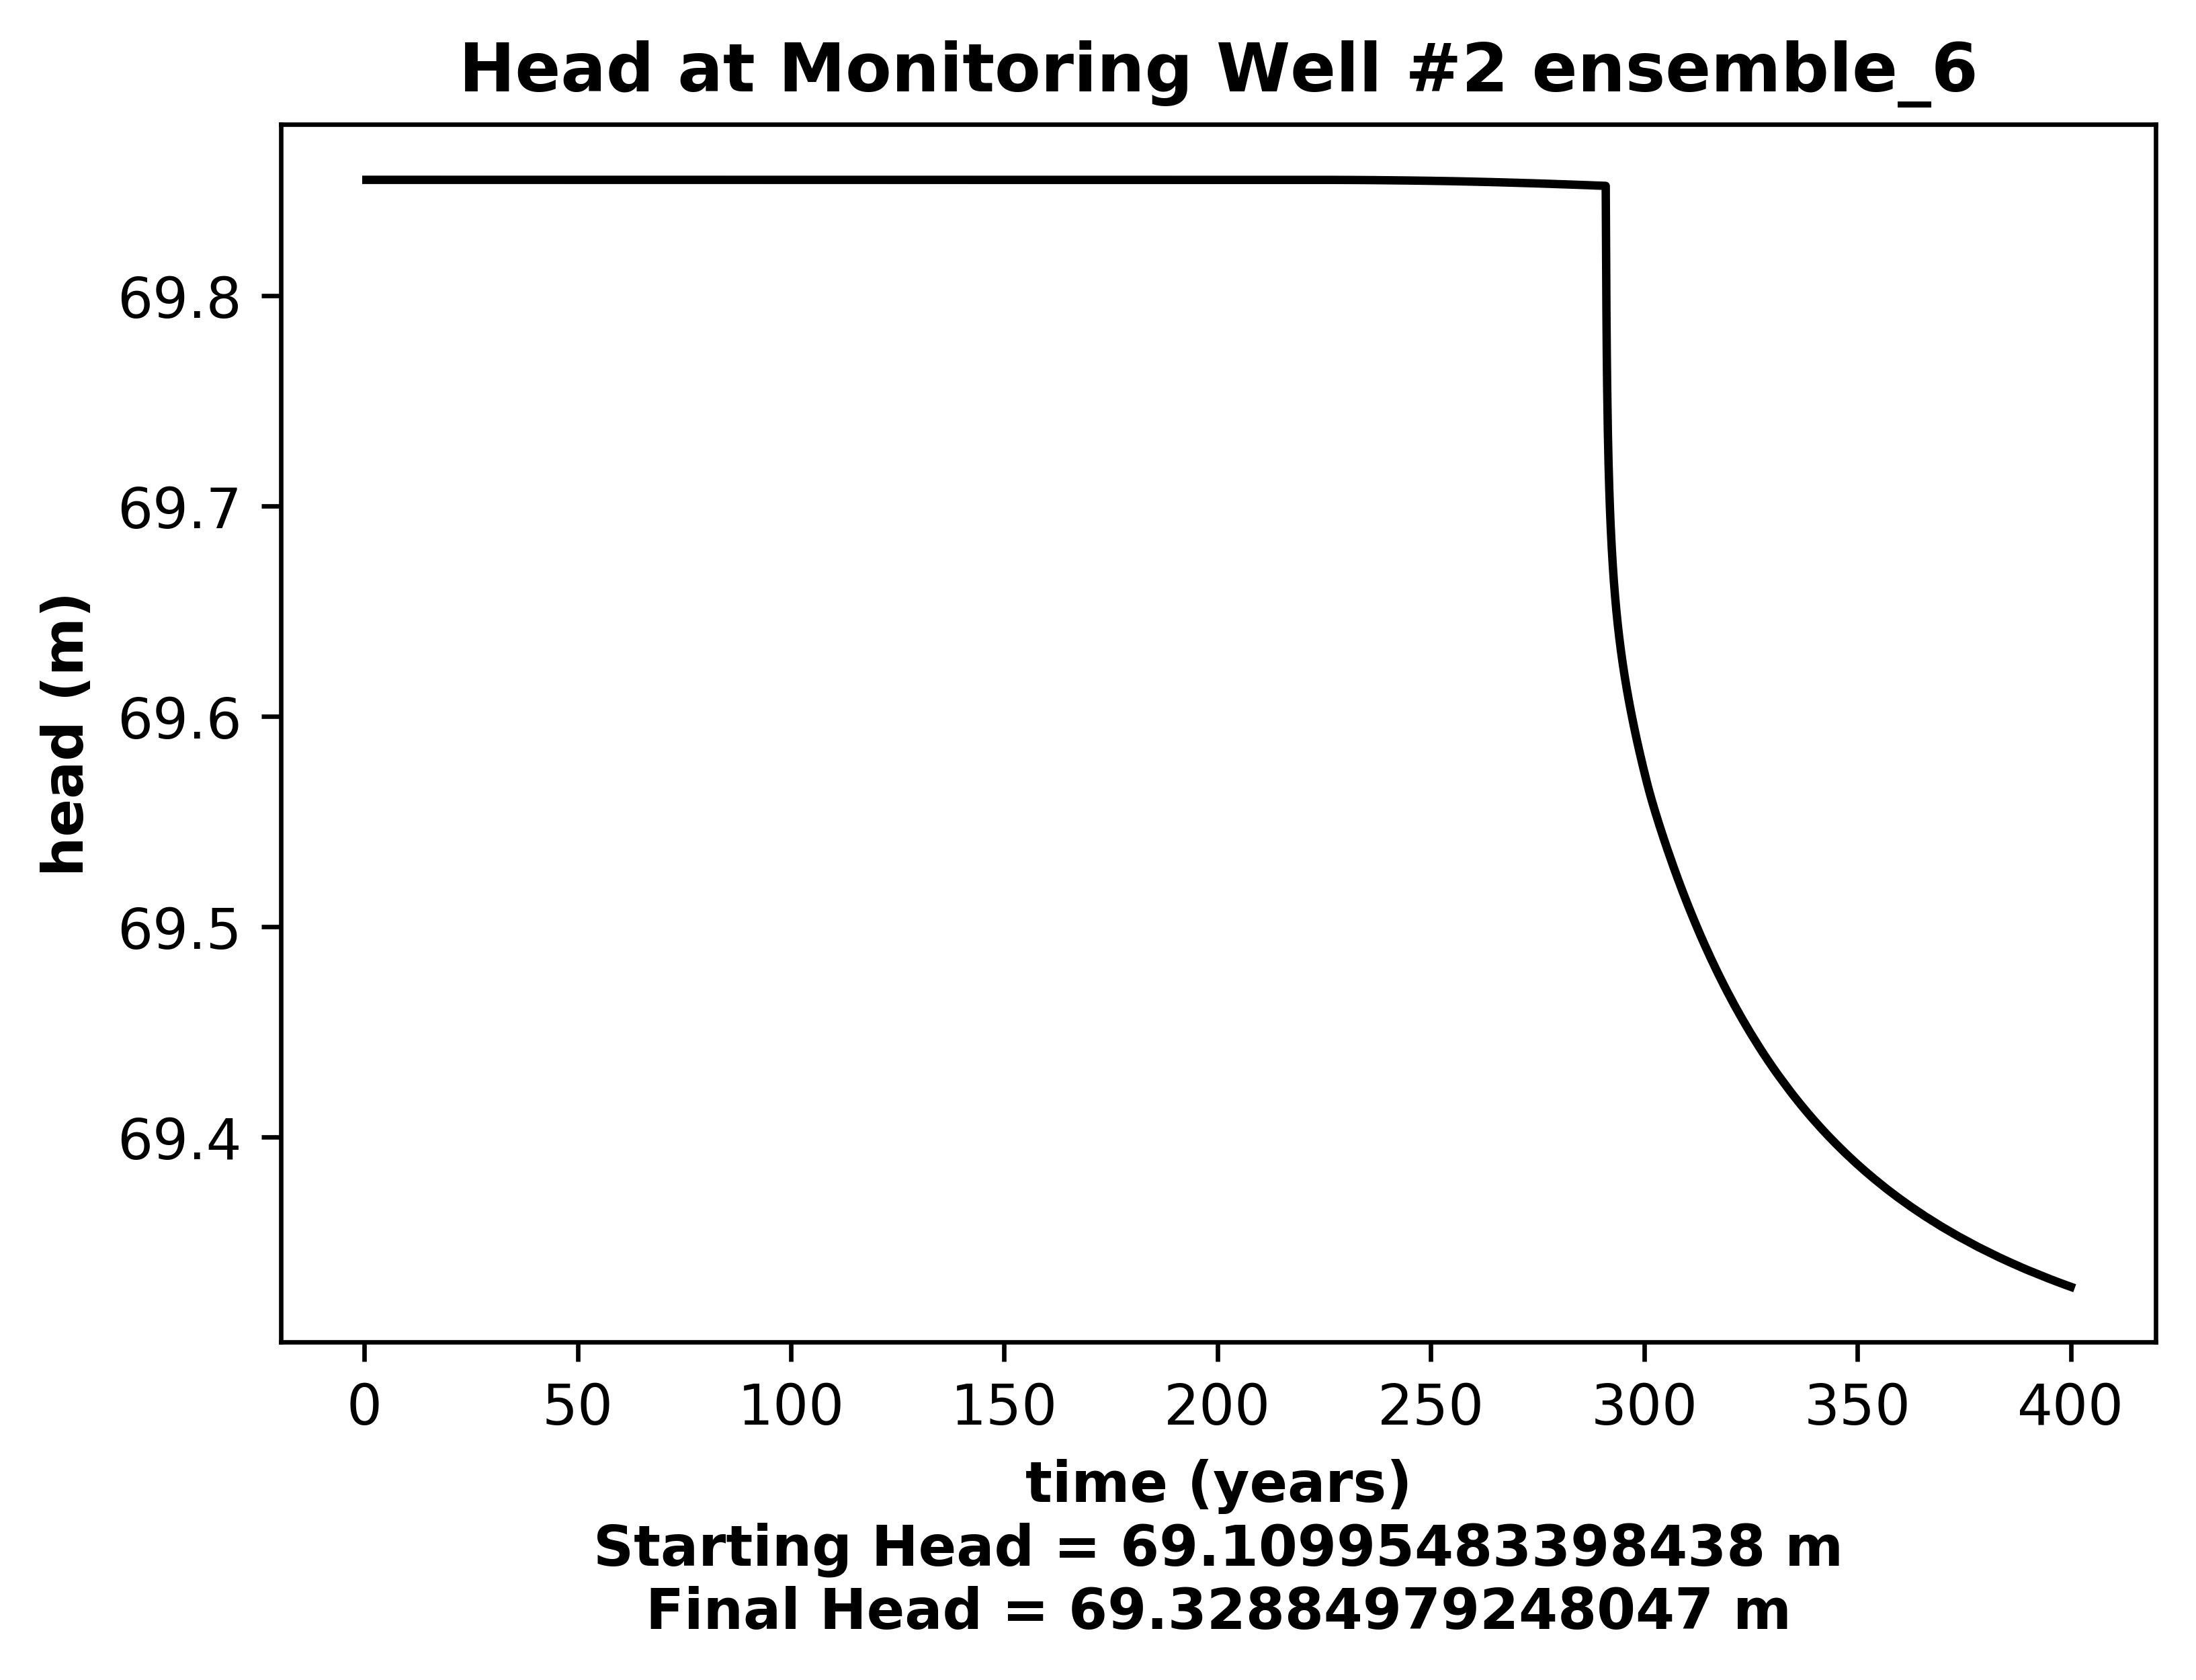 Head at Monitoring Well #2 ensemble_6
head (m)
69.8
69.7
69.6
69.5
69.4
0 50 100 150 200 250 300 350 400
time (years)
Starting Head = 69.10995483398438 m
Final Head = 69.32884979248047 m